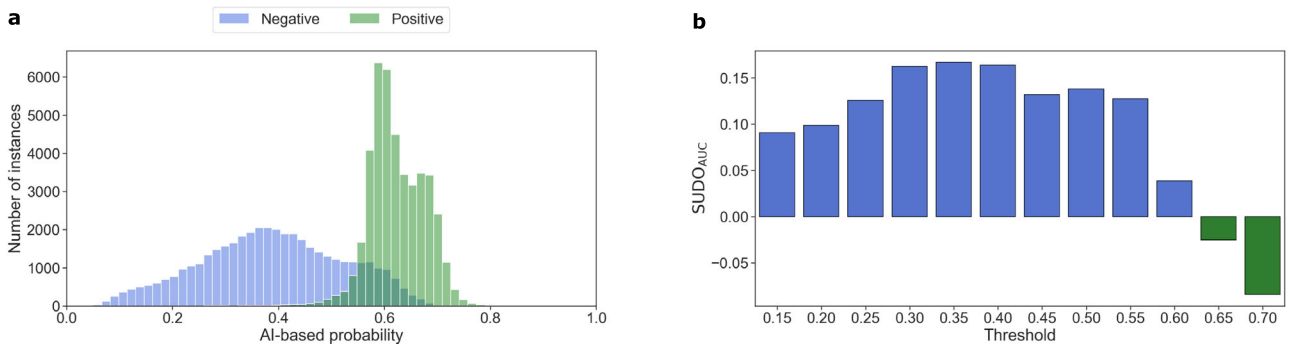 a
Negative Positive
Number of instances
6000
5000
4000
3000
2000
1000
0
0.0 0.2 0.4 0.6 0.8 1.0
AI-based probability
b
SUDO_AUC
0.15
0.10
0.05
0.00
−0.05
0.15 0.20 0.25 0.30 0.35 0.40 0.45 0.50 0.55 0.60 0.65 0.70
Threshold